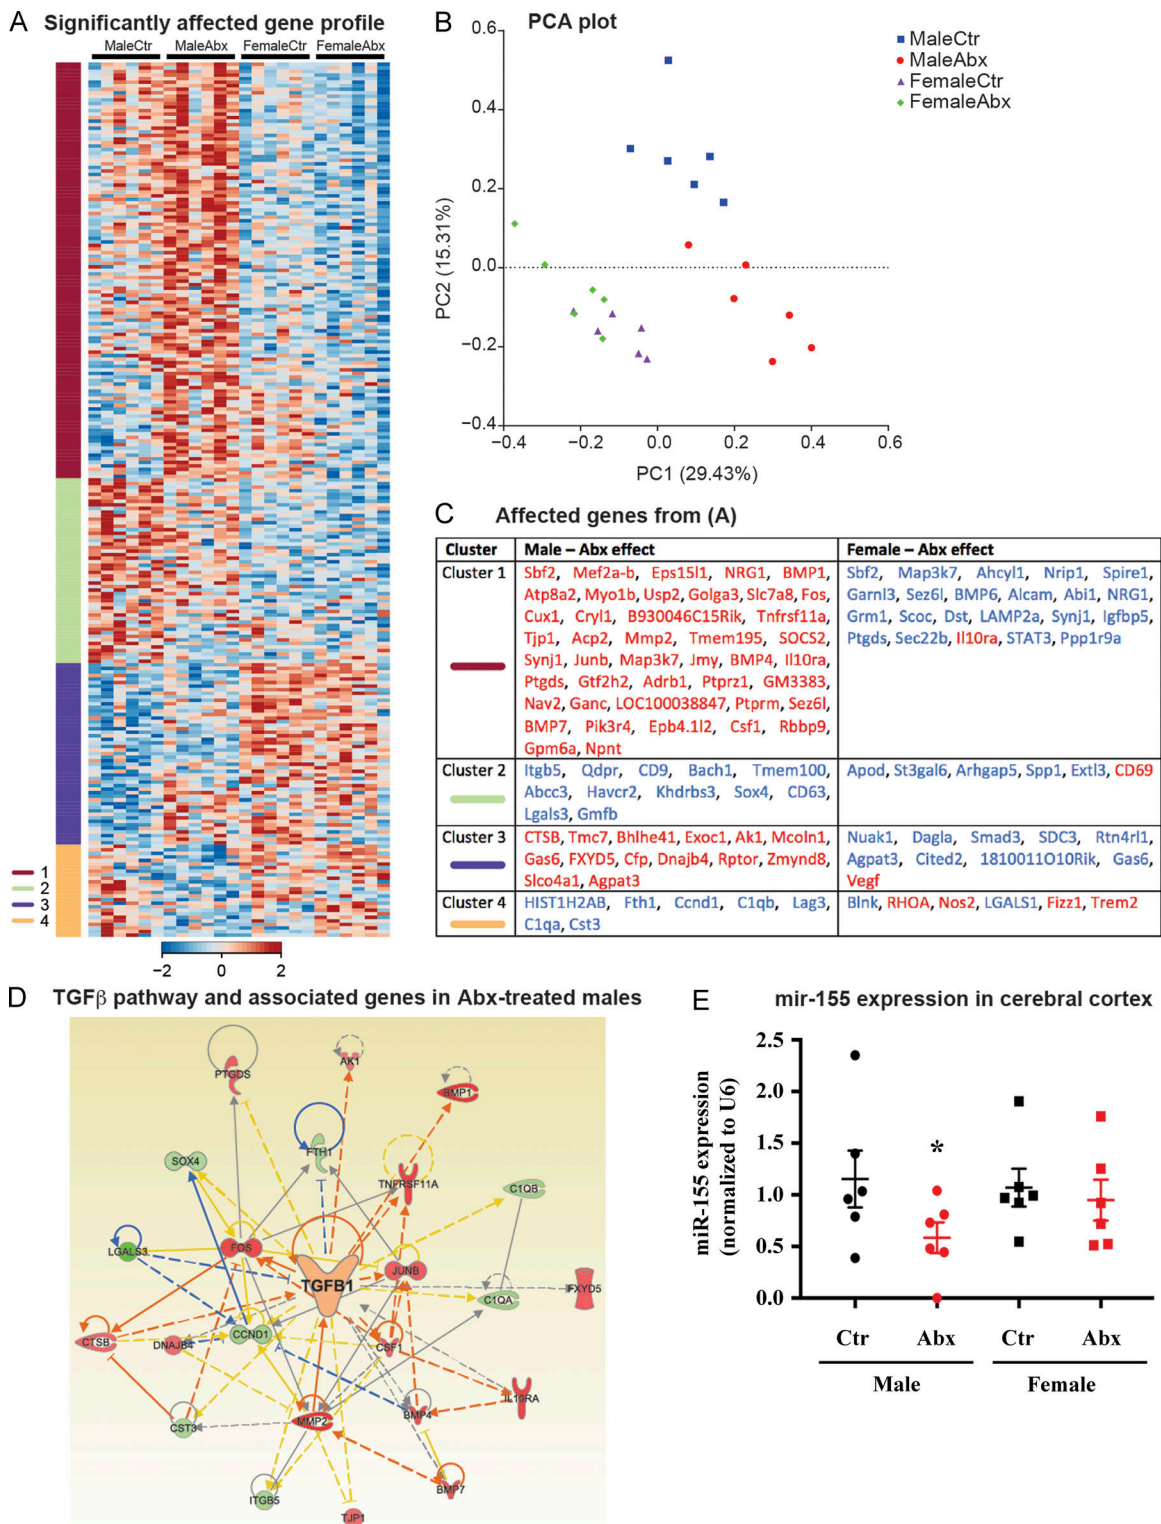 A Significantly affected gene profile
MaleCtr MaleAbx FemaleCtr FemaleAbx
1
2
3
4
−2 0 2
B PCA plot
MaleCtr
MaleAbx
FemaleCtr
FemaleAbx
0.6
0.4
0.2
0.0
−0.2
−0.4
PC2 (15.31%)
−0.4 −0.2 0.0 0.2 0.4 0.6
PC1 (29.43%)
C Affected genes from (A)
Cluster Male – Abx effect Female – Abx effect
Cluster 1
Sbf2, Mef2a-b, Eps15l1, NRG1, BMP1,
Atp8a2, Myo1b, Usp2, Golga3, Slc7a8, Fos,
Cux1, Cryl1, B930046C15Rik, Tnfrsf11a,
Tjp1, Acp2, Mmp2, Tmem195, SOCS2,
Synj1, Junb, Map3k7, Jmy, BMP4, Il10ra,
Ptgds, Gtf2h2, Adrb1, Ptprz1, GM3383,
Nav2, Ganc, LOC100038847, Ptprm, Sez6l,
BMP7, Pik3r4, Epb4.1l2, Csf1, Rbbp9,
Gpm6a, Npnt
Sbf2, Map3k7, Ahcyl1, Nrip1, Spire1,
Garnl3, Sez6l, BMP6, Alcam, Abi1, NRG1,
Grm1, Scoc, Dst, LAMP2a, Synj1, Igfbp5,
Ptgds, Sec22b, Il10ra, STAT3, Ppp1r9a
Cluster 2
Itgb5, Qdpr, CD9, Bach1, Tmem100,
Abcc3, Havcr2, Khdrbs3, Sox4, CD63,
Lgals3, Gmfb
Apod, St3gal6, Arhgap5, Spp1, Extl3, CD69
Cluster 3
CTSB, Tmc7, Bhlhe41, Exoc1, Ak1, Mcoln1,
Gas6, FXYD5, Cfp, Dnajb4, Rptor, Zmynd8,
Slco4a1, Agpat3
Nuak1, Dagla, Smad3, SDC3, Rtn4rl1,
Agpat3, Cited2, 1810011O10Rik, Gas6,
Vegf
Cluster 4
HIST1H2AB, Fth1, Ccnd1, C1qb, Lag3,
C1qa, Cst3
Blnk, RHOA, Nos2, LGALS1, Fizz1, Trem2
D TGFβ pathway and associated genes in Abx-treated males
PTGDS
AK1
BMP1
SOX4
FTH1
TNFRSF11A
C1QB
LGALS3
FOS
TGFB1
JUNB
FXYD5
C1QA
CTSB
DNAJB4
CCND1
CSF1
IL10RA
CST3
MMP2
BMP4
BMP7
ITGB5
TJP1
E mir-155 expression in cerebral cortex
miR-155 expression
(normalized to U6)
2.5
2.0
1.5
1.0
0.5
0.0
*
Ctr Abx Ctr Abx
Male Female